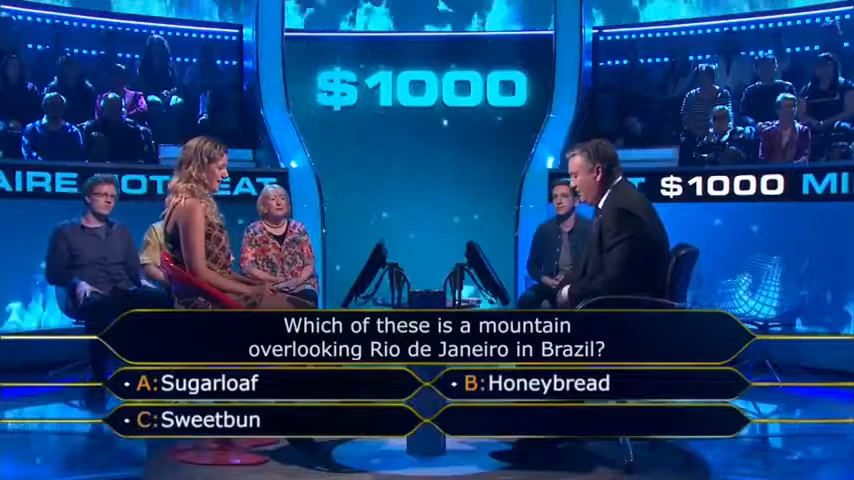 $1000
AIRE HOT SEAT
$1000 MIL
Which of these is a mountain
overlooking Rio de Janeiro in Brazil?
A: Sugarloaf
B: Honeybread
C: Sweetbun